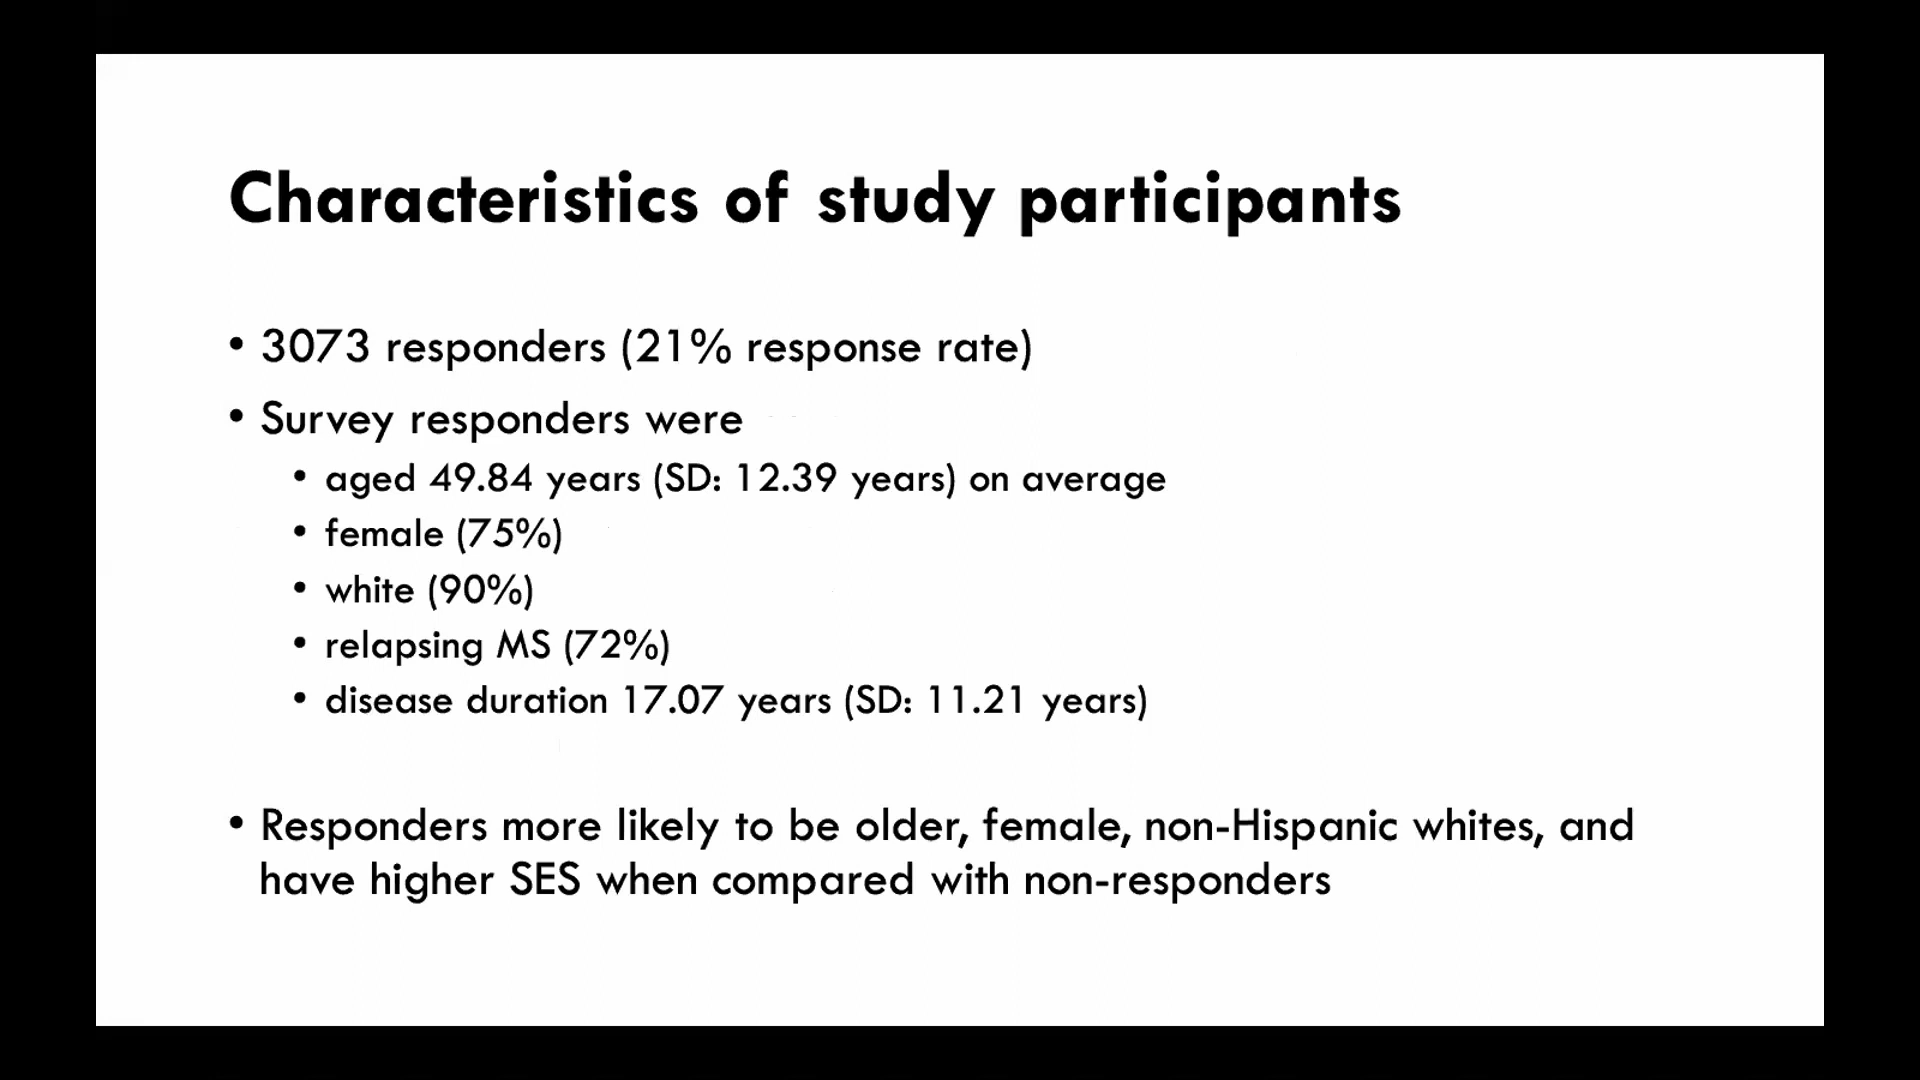 Characteristics of study participants
• 3073 responders (21% response rate)
• Survey responders were
• aged 49.84 years (SD: 12.39 years) on average
• female (75%)
• white (90%)
• relapsing MS (72%)
• disease duration 17.07 years (SD: 11.21 years)
• Responders more likely to be older, female, non-Hispanic whites, and
have higher SES when compared with non-responders